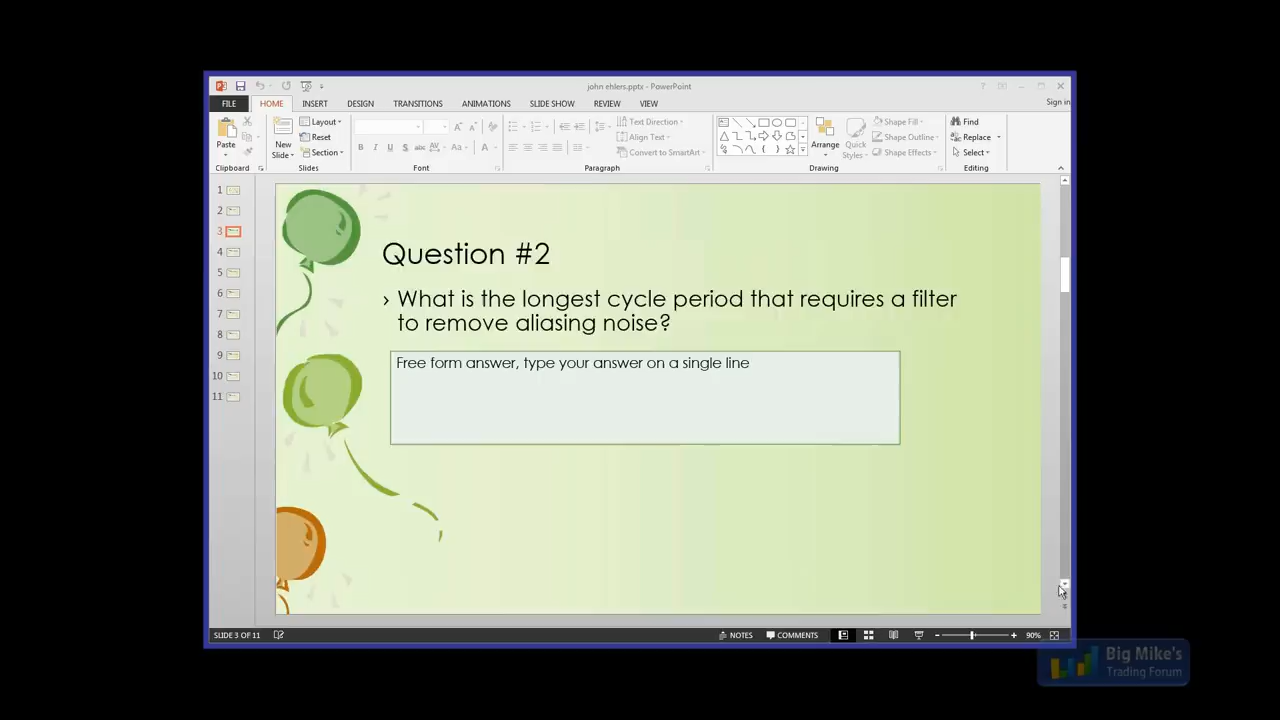 john ehlers.pptx - PowerPoint
FILE HOME INSERT DESIGN TRANSITIONS ANIMATIONS SLIDE SHOW REVIEW VIEW Sign in
Paste
New
Slide
Layout
Reset
Section
Text Direction
Align Text
Convert to SmartArt
Arrange
Quick
Styles
Shape Fill
Shape Outline
Shape Effects
Find
Replace
Select
Clipboard Slides Font Paragraph Drawing Editing
1
2
3
4
5
6
7
8
9
10
11
Question #2
› What is the longest cycle period that requires a filter
to remove aliasing noise?
Free form answer, type your answer on a single line
SLIDE 3 OF 11 NOTES COMMENTS 90%
Big Mike's
Trading Forum